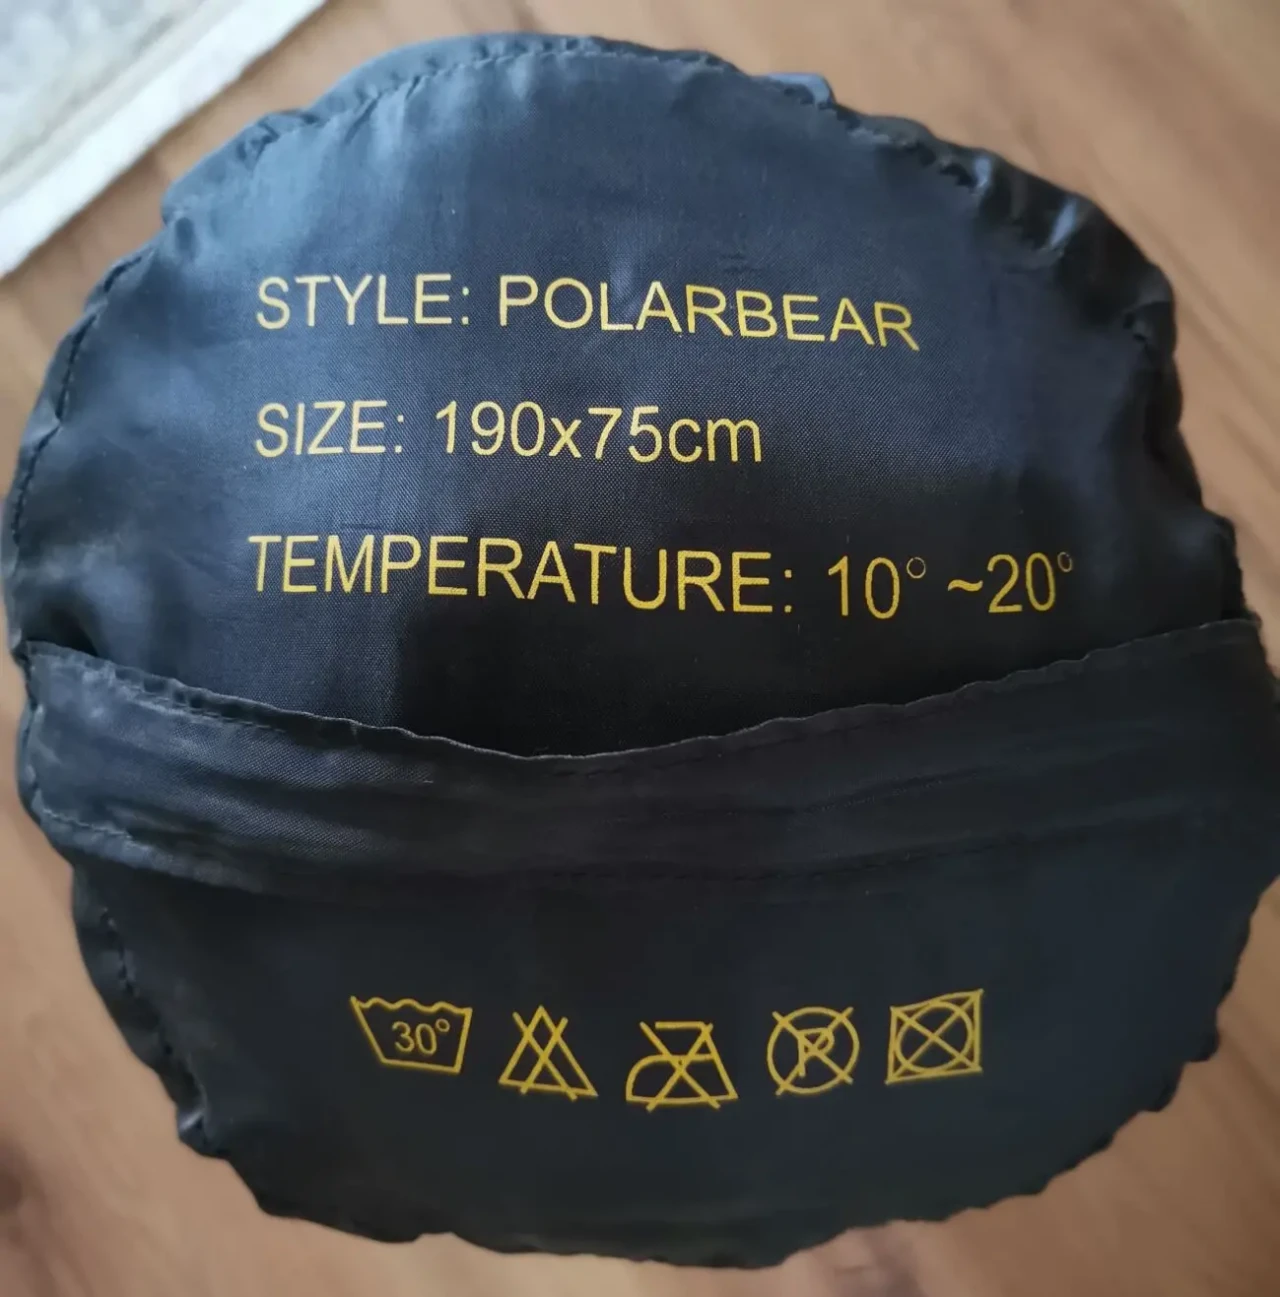 STYLE: POLARBEAR
SIZE: 190x75cm
TEMPERATURE: 10° ~20°
30° P